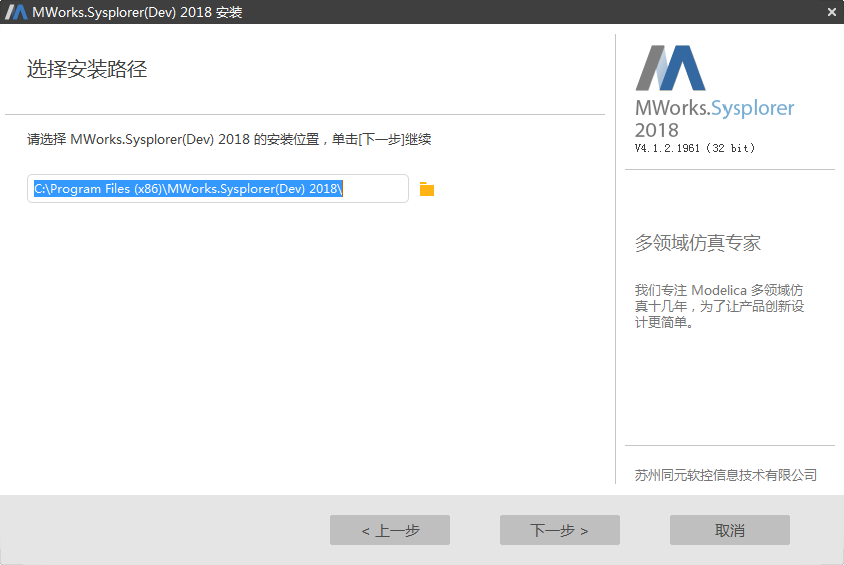 MWorks.Sysplorer(Dev) 2018 安装
选择安装路径
请选择 MWorks.Sysplorer(Dev) 2018 的安装位置，单击[下一步]继续
C:\Program Files (x86)\MWorks.Sysplorer(Dev) 2018\
MWorks.Sysplorer
2018
V4.1.2.1961 (32 bit)
多领域仿真专家
我们专注 Modelica 多领域仿
真十几年，为了让产品创新设
计更简单。
苏州同元软控信息技术有限公司
< 上一步
下一步 >
取消